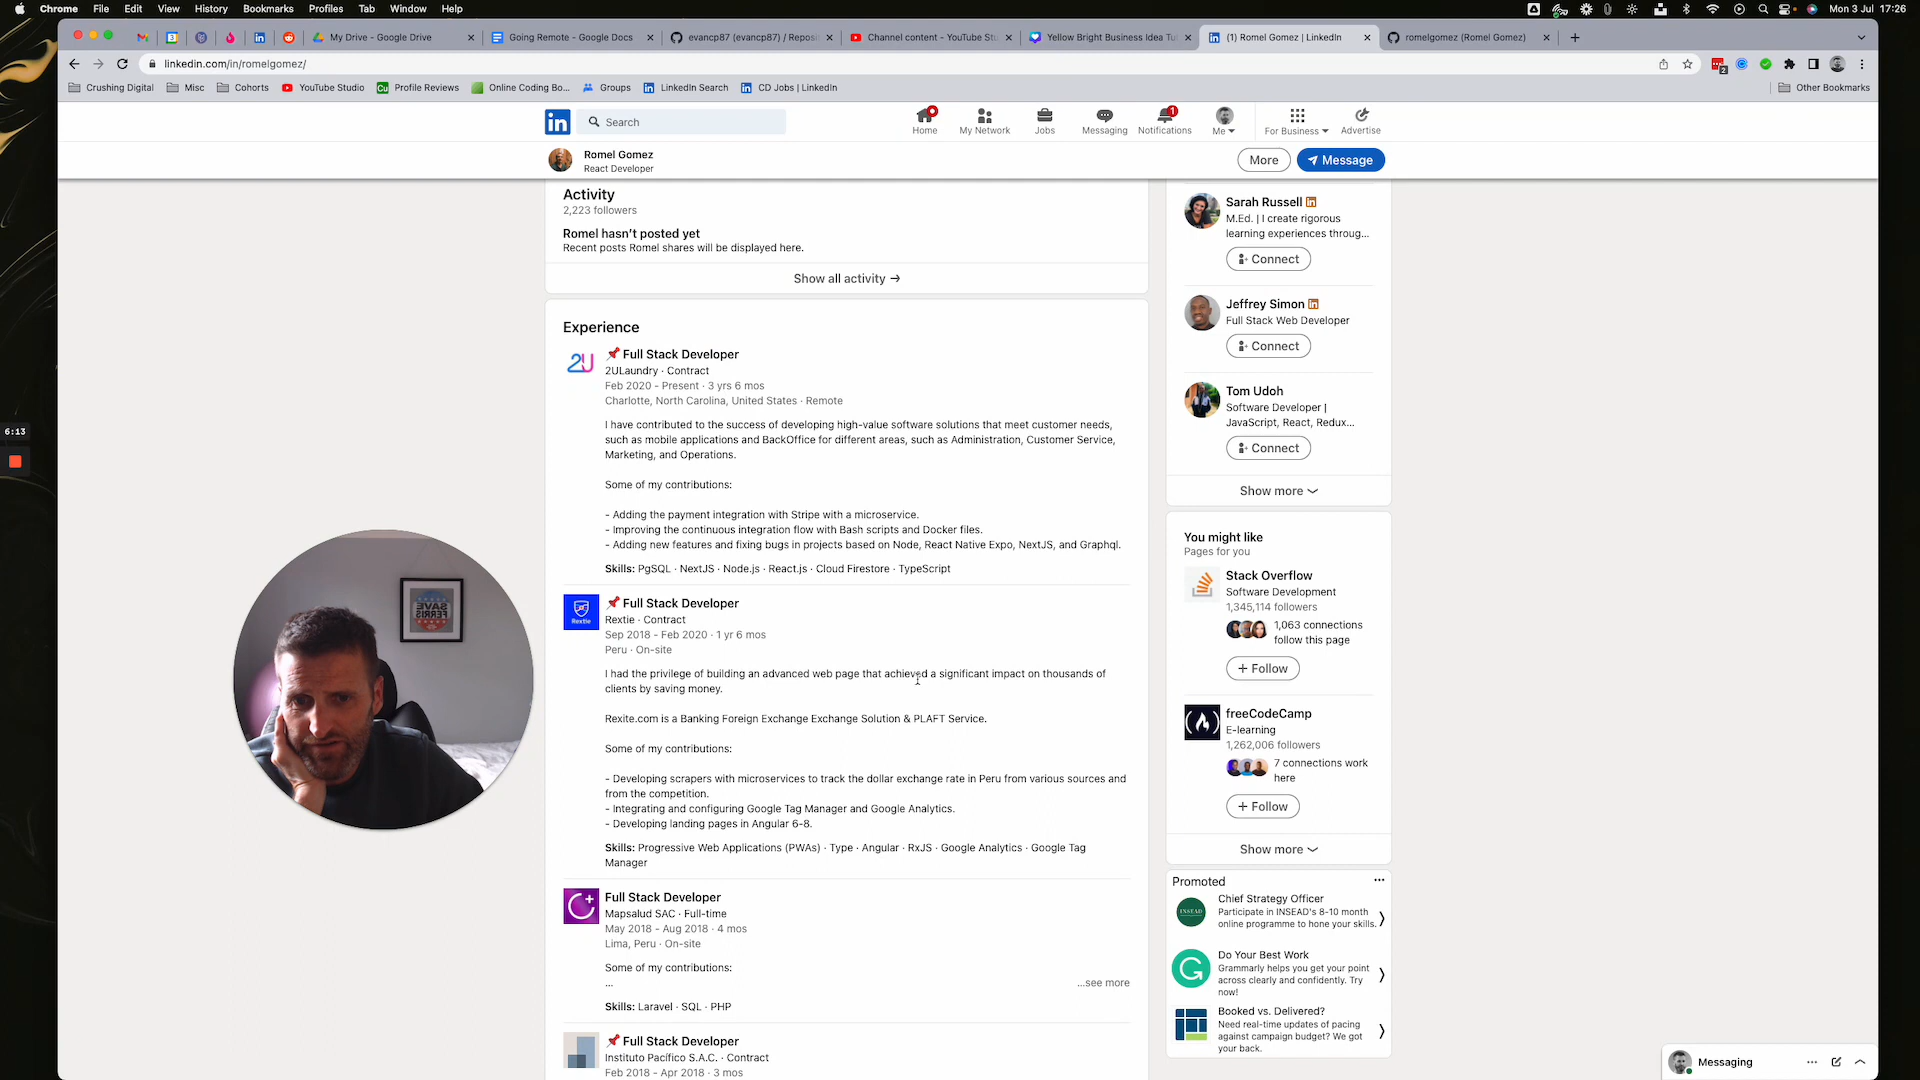 Chrome File Edit View History Bookmarks Profiles Tab Window Help Mon 3 Jul 17:26
My Drive - Google Drive Going Remote - Google Docs evancp87 (evancp87) / Reposi Channel content - YouTube St Yellow Bright Business Idea Tu (1) Romel Gomez | LinkedIn romelgomez (Romel Gomez)
linkedin.com/in/romelgomez/
Crushing Digital Misc Cohorts YouTube Studio Profile Reviews Online Coding Bo... Groups LinkedIn Search CD Jobs | LinkedIn Other Bookmarks
in Search
Home My Network Jobs Messaging Notifications Me For Business Advertise
1
Romel Gomez
React Developer
More Message
Activity
2,223 followers
Romel hasn't posted yet
Recent posts Romel shares will be displayed here.
Show all activity →
Experience
2U
Full Stack Developer
2ULaundry · Contract
Feb 2020 - Present · 3 yrs 6 mos
Charlotte, North Carolina, United States · Remote
I have contributed to the success of developing high-value software solutions that meet customer needs,
such as mobile applications and BackOffice for different areas, such as Administration, Customer Service,
Marketing, and Operations.
Some of my contributions:
- Adding the payment integration with Stripe with a microservice.
- Improving the continuous integration flow with Bash scripts and Docker files.
- Adding new features and fixing bugs in projects based on Node, React Native Expo, NextJS, and Graphql.
Skills: PgSQL · NextJS · Node.js · React.js · Cloud Firestore · TypeScript
Rextie
Full Stack Developer
Rextie · Contract
Sep 2018 - Feb 2020 · 1 yr 6 mos
Peru · On-site
I had the privilege of building an advanced web page that achieved a significant impact on thousands of
clients by saving money.
Rexite.com is a Banking Foreign Exchange Exchange Solution & PLAFT Service.
Some of my contributions:
- Developing scrapers with microservices to track the dollar exchange rate in Peru from various sources and
from the competition.
- Integrating and configuring Google Tag Manager and Google Analytics.
- Developing landing pages in Angular 6-8.
Skills: Progressive Web Applications (PWAs) · Type · Angular · RxJS · Google Analytics · Google Tag
Manager
Full Stack Developer
Mapsalud SAC · Full-time
May 2018 - Aug 2018 · 4 mos
Lima, Peru · On-site
Some of my contributions:
...
...see more
Skills: Laravel · SQL · PHP
Full Stack Developer
Instituto Pacífico S.A.C. · Contract
Feb 2018 - Apr 2018 · 3 mos
Sarah Russell
M.Ed. | I create rigorous
learning experiences throug...
Connect
Jeffrey Simon
Full Stack Web Developer
Connect
Tom Udoh
Software Developer |
JavaScript, React, Redux...
Connect
Show more
You might like
Pages for you
Stack Overflow
Software Development
1,345,114 followers
1,063 connections
follow this page
+ Follow
freeCodeCamp
E-learning
1,262,006 followers
7 connections work
here
+ Follow
Show more
Promoted
INSEAD
Chief Strategy Officer
Participate in INSEAD's 8-10 month
online programme to hone your skills.
Do Your Best Work
Grammarly helps you get your point
across clearly and confidently. Try
now!
Booked vs. Delivered?
Need real-time updates of pacing
against campaign budget? We got
your back.
Messaging
6:13
SAVE
FERRIS